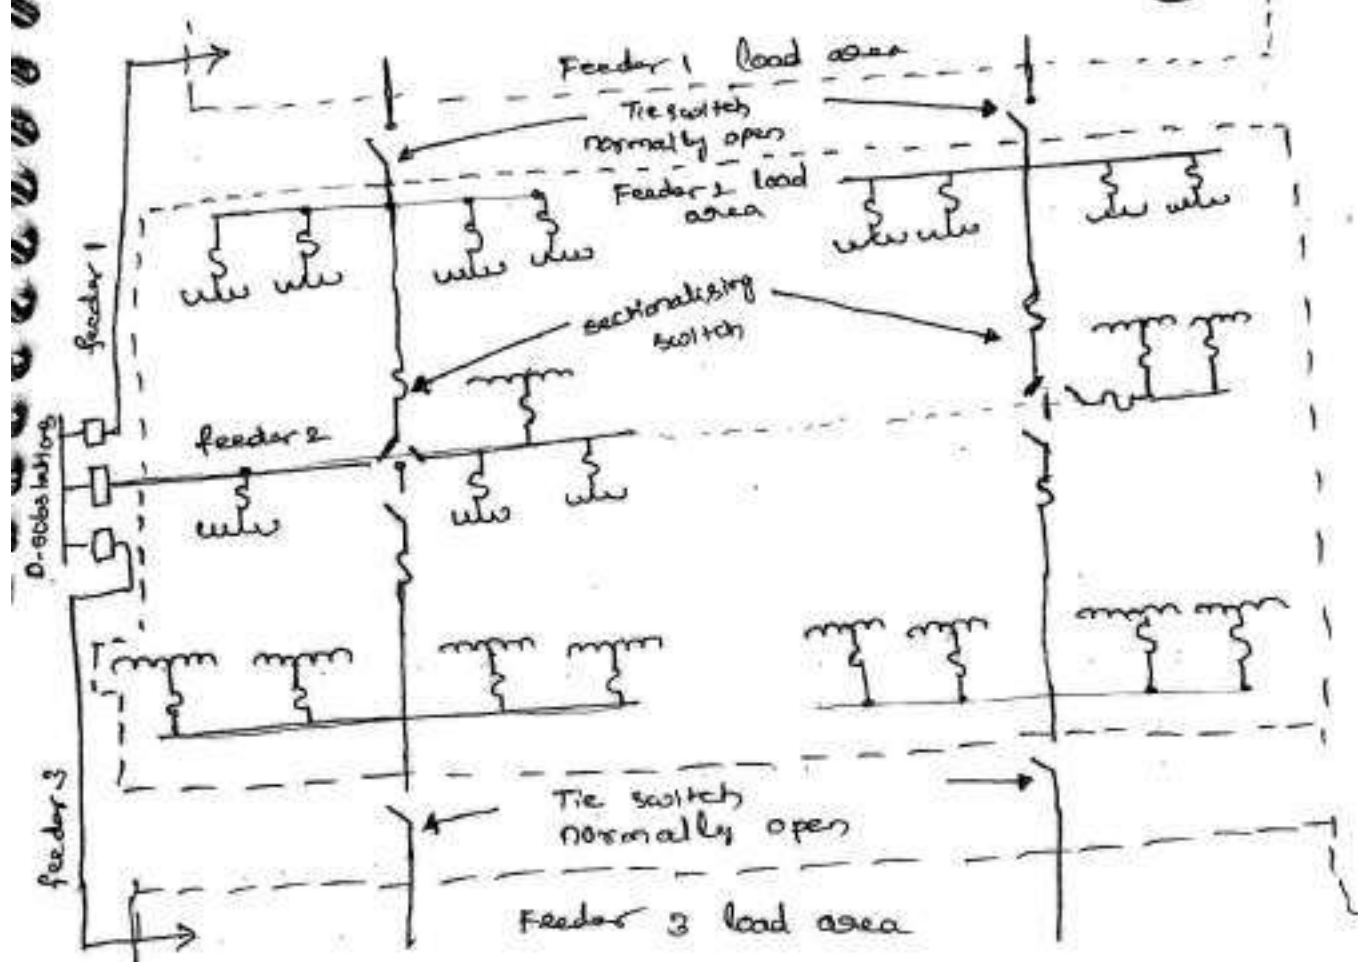 Feeder 1 load area
Tie switch
normally open
Feeder 2 load
area
feeder 1
sectionalising
switch
feeder 2
D-substations
feeder 3
Tie switch
normally open
Feeder 3 load area